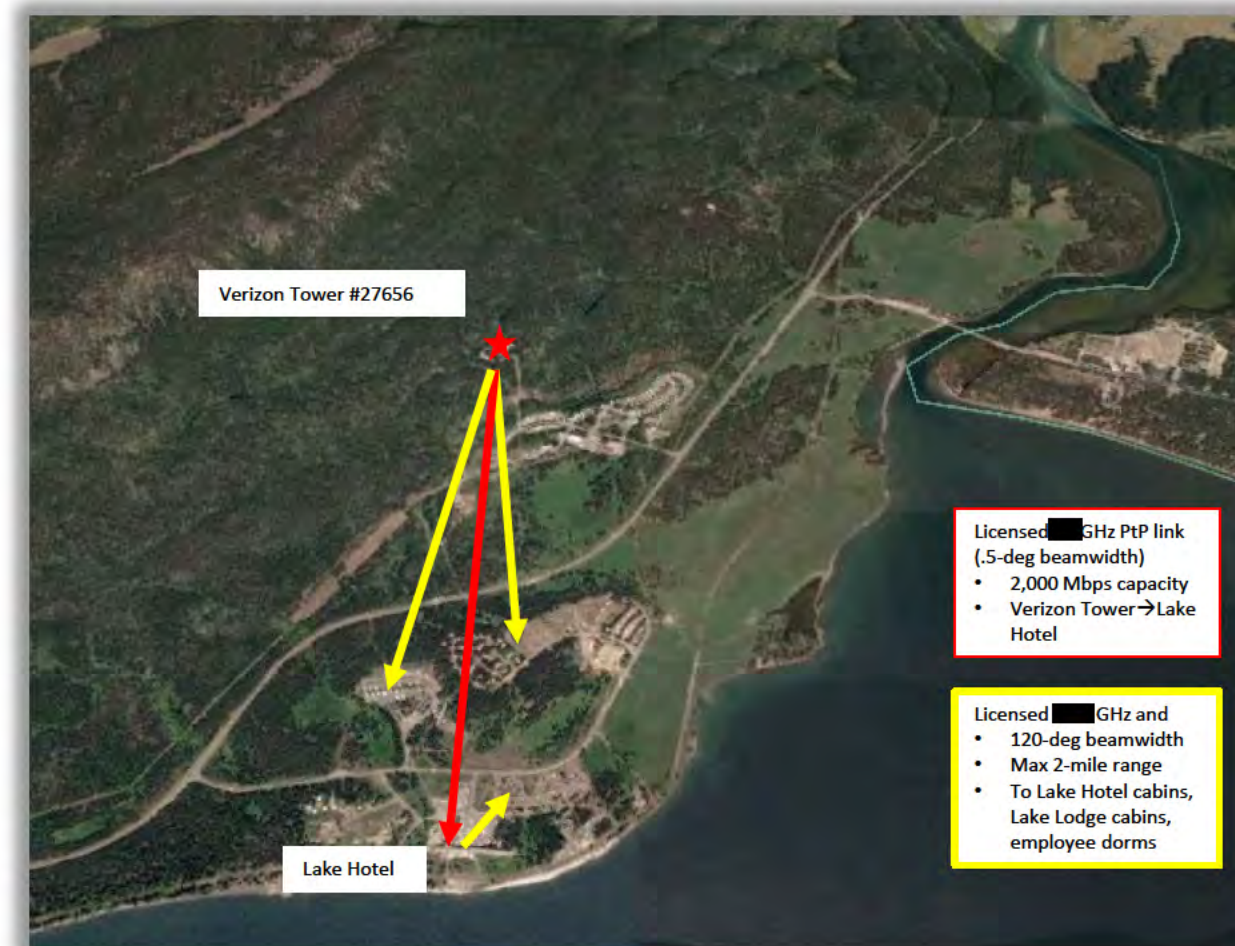 Verizon Tower #27656
Licensed GHz PtP link
(.5-deg beamwidth)
• 2,000 Mbps capacity
• Verizon Tower→Lake
Hotel
Licensed GHz and
• 120-deg beamwidth
• Max 2-mile range
• To Lake Hotel cabins,
Lake Lodge cabins,
employee dorms
Lake Hotel